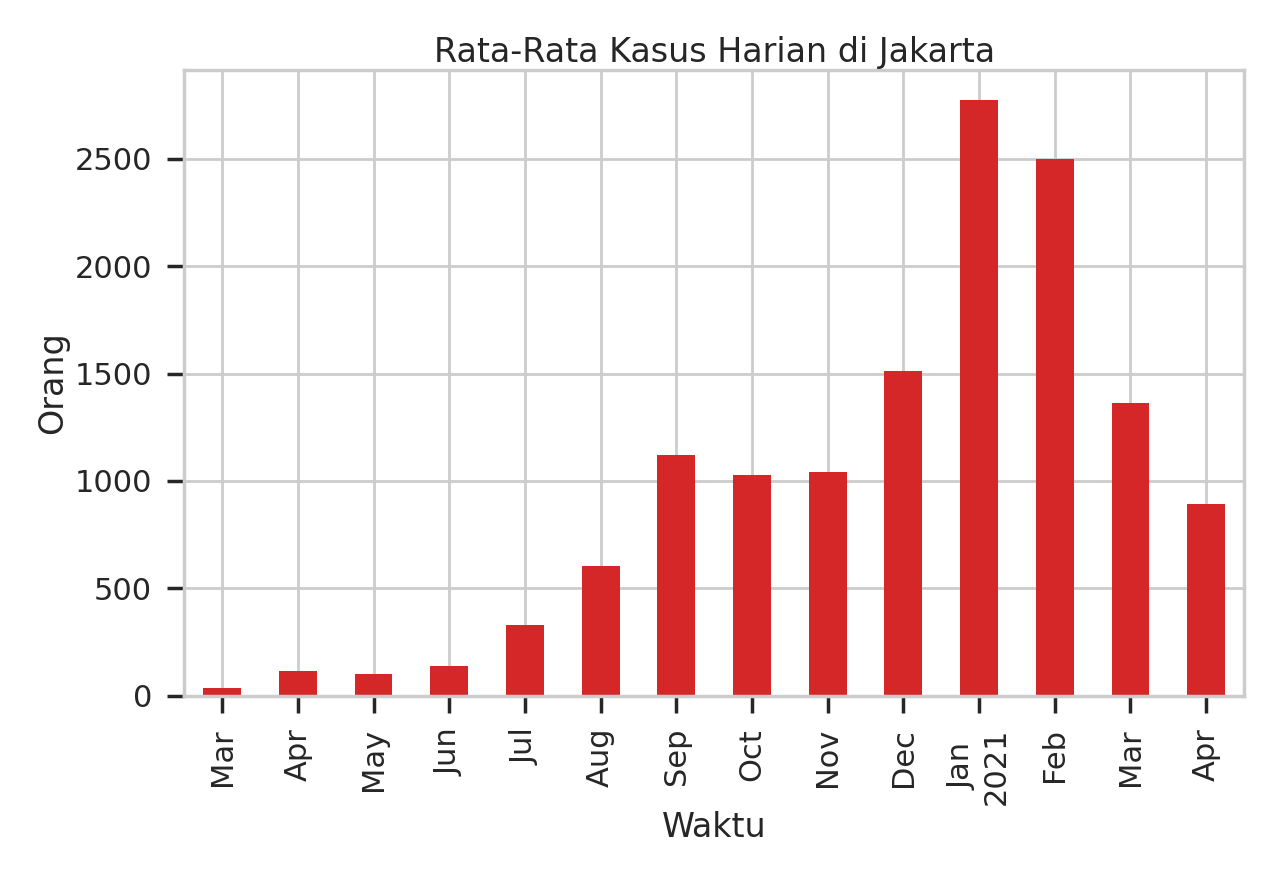 Rata-Rata Kasus Harian di Jakarta
Orang
2500
2000
1500
1000
500
0
Mar
Apr
May
Jun
Jul
Aug
Sep
Oct
Nov
Dec
Jan
2021
Feb
Mar
Apr
Waktu